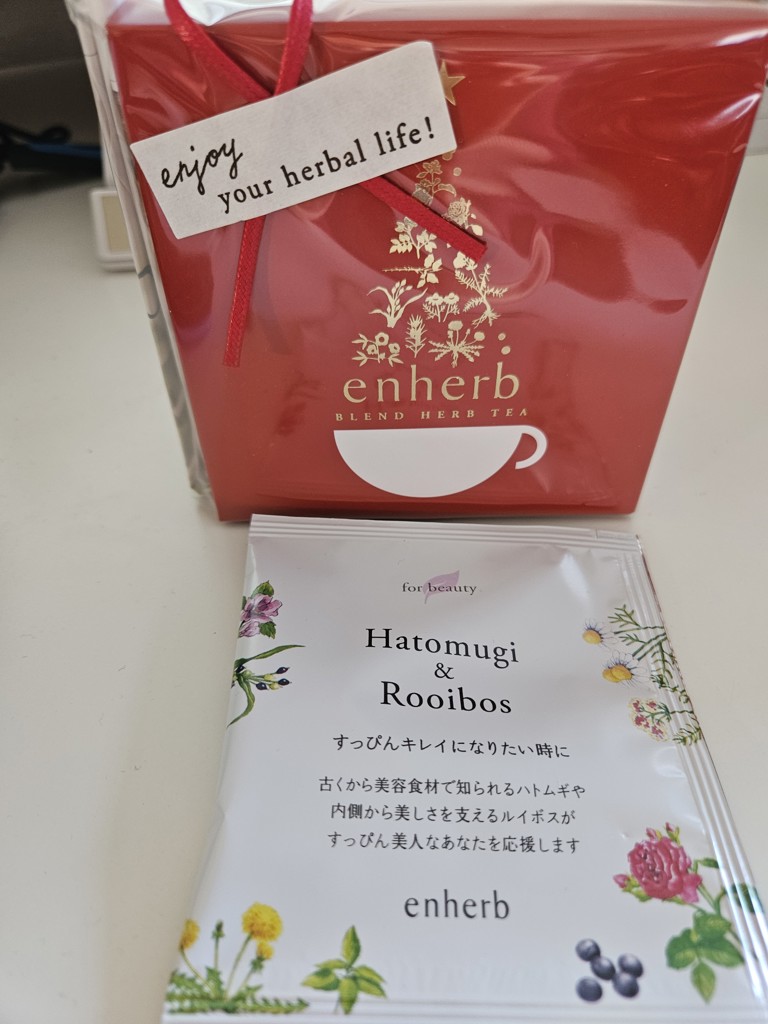 enjoy
your herbal life!
enherb
BLEND HERB TEA
for beauty
Hatomugi
&
Rooibos
すっぴんキレイになりたい時に
古くから美容食材で知られるハトムギや
内側から美しさを支えるルイボスが
すっぴん美人なあなたを応援します
enherb